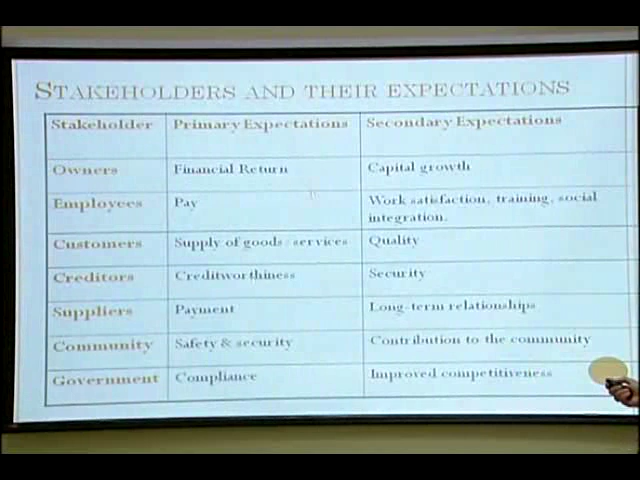 STAKEHOLDERS AND THEIR EXPECTATIONS
Stakeholder Primary Expectations Secondary Expectations
Owners Financial Return Capital growth
Employees Pay Work satisfaction, training, social
integration.
Customers Supply of goods/services Quality
Creditors Creditworthiness Security
Suppliers Payment Long-term relationships
Community Safety & security Contribution to the community
Government Compliance Improved competitiveness